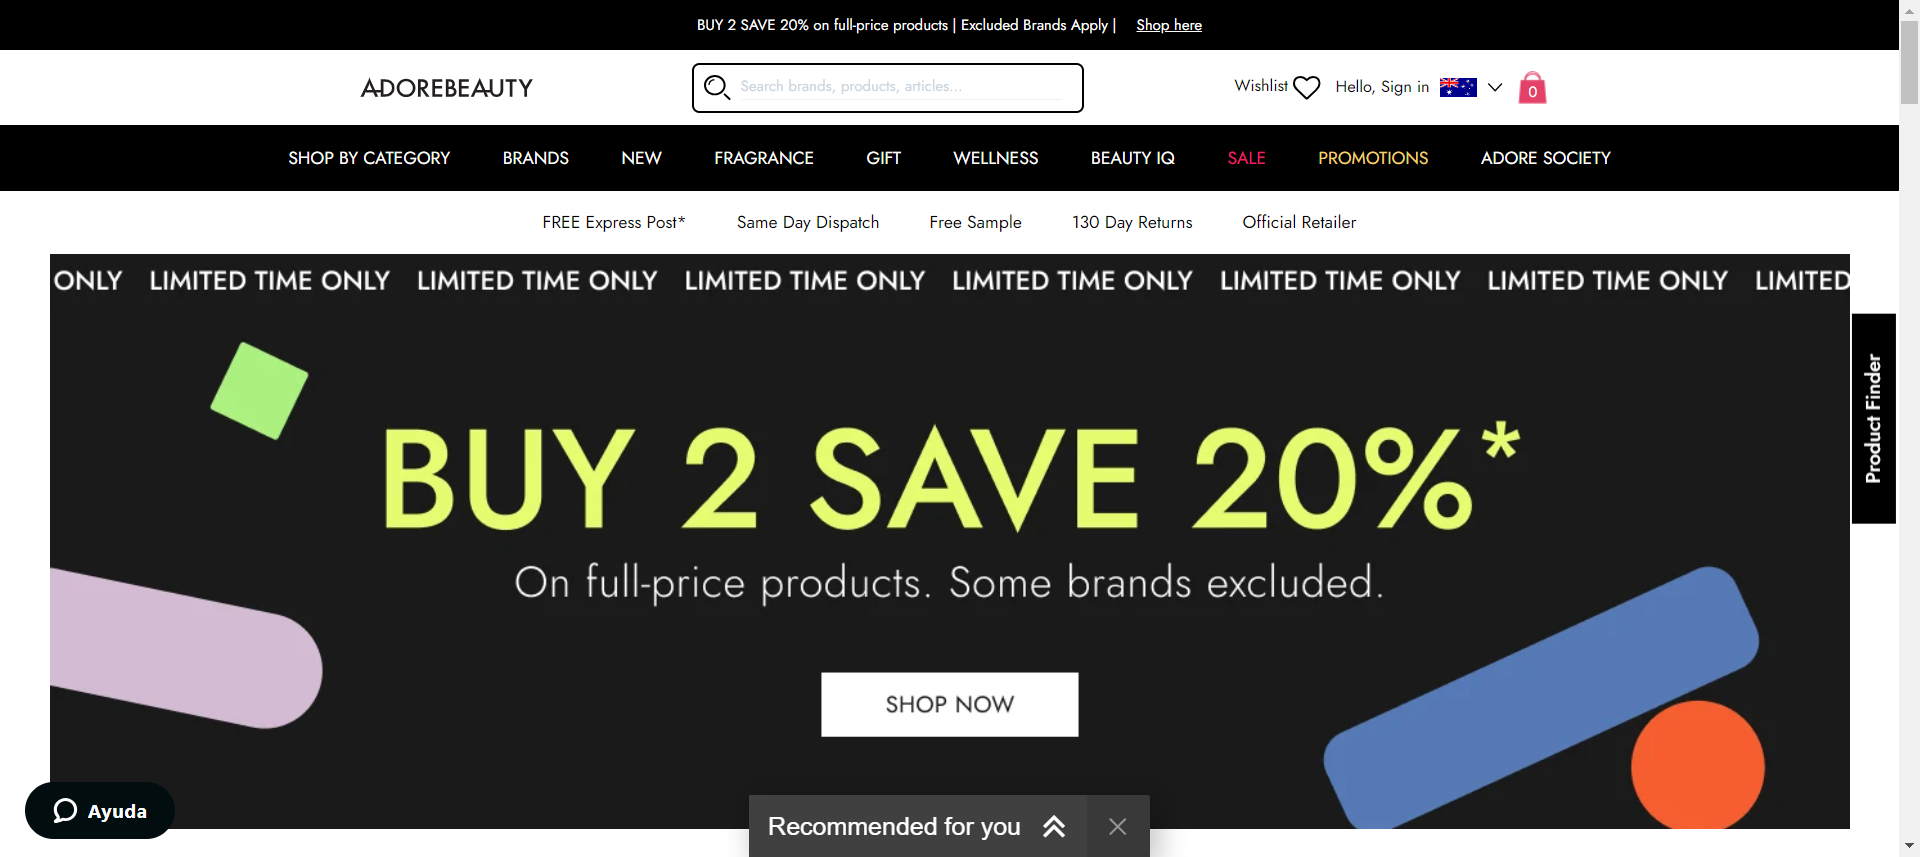 BUY 2 SAVE 20% on full-price products | Excluded Brands Apply | Shop here
ADOREBEAUTY
Search brands, products, articles...
Wishlist
Hello, Sign in
0
SHOP BY CATEGORY BRANDS NEW FRAGRANCE GIFT WELLNESS BEAUTY IQ SALE PROMOTIONS ADORE SOCIETY
FREE Express Post* Same Day Dispatch Free Sample 130 Day Returns Official Retailer
ONLY LIMITED TIME ONLY LIMITED TIME ONLY LIMITED TIME ONLY LIMITED TIME ONLY LIMITED TIME ONLY LIMITED TIME ONLY LIMITED
BUY 2 SAVE 20%*
On full-price products. Some brands excluded.
SHOP NOW
Product Finder
Ayuda
Recommended for you